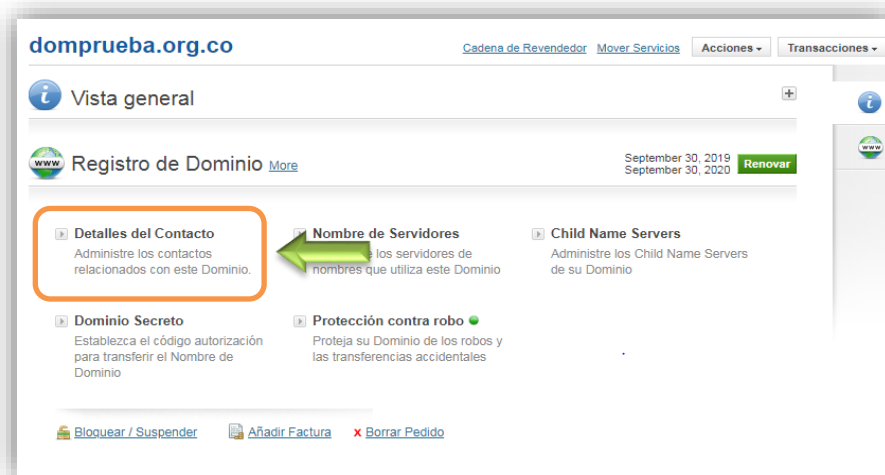 domprueba.org.co
Cadena de Revendedor Mover Servicios Acciones Transacciones
Vista general
www Registro de Dominio More
September 30, 2019
September 30, 2020
Renovar
www
Detalles del Contacto
Administre los contactos
relacionados con este Dominio.
Nombre de Servidores
los servidores de
nombres que utiliza este Dominio
Child Name Servers
Administre los Child Name Servers
de su Dominio
Dominio Secreto
Establezca el código autorización
para transferir el Nombre de
Dominio
Protección contra robo
Proteja su Dominio de los robos y
las transferencias accidentales
.
Bloquear / Suspender Añadir Factura x Borrar Pedido